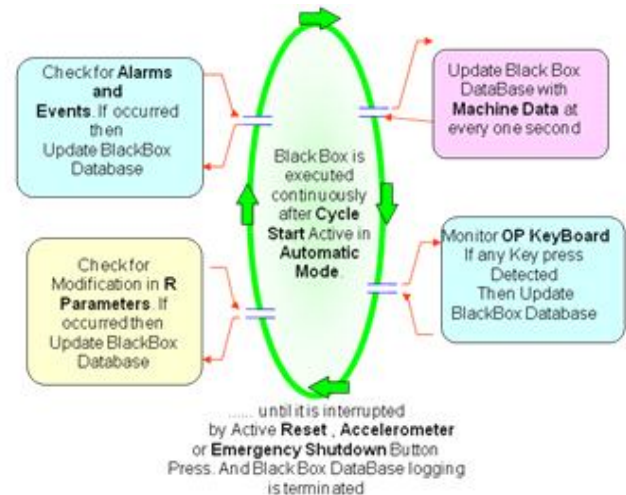 Check for Alarms
and
Events. If occurred
then
Update BlackBox
Database
Update Black Box
DataBase with
Machine Data at
every one second
Black Box is
executed
continuously
after Cycle
Start Active in
Automatic
Mode
Check for
Modification in R
Parameters. If
occurred then
Update BlackBox
Database
Monitor OP KeyBoard
If any Key press
Detected
Then Update
BlackBox Database
...... until it is interrupted
by Active Reset , Accelerometer
or Emergency Shutdown Button
Press. And Black Box DataBase logging
is terminated